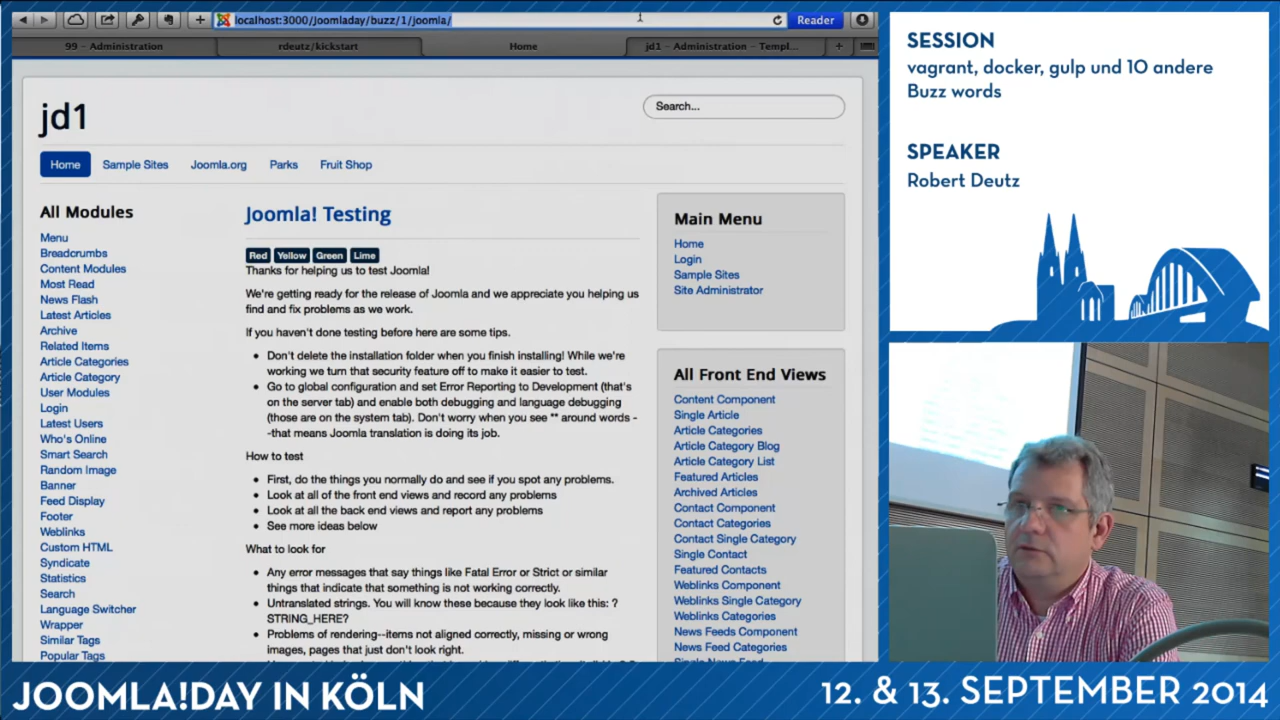 localhost:3000/joomladay/buzz/1/joomla/
Reader
99 – Administration
rdeutz/kickstart
Home
jd1 – Administration – Templ...
jd1
Search...
Home
Sample Sites
Joomla.org
Parks
Fruit Shop
All Modules
Menu
Breadcrumbs
Content Modules
Most Read
News Flash
Latest Articles
Archive
Related Items
Article Categories
Article Category
User Modules
Login
Latest Users
Who's Online
Smart Search
Random Image
Banner
Feed Display
Footer
Weblinks
Custom HTML
Syndicate
Statistics
Search
Language Switcher
Wrapper
Similar Tags
Popular Tags
Joomla! Testing
Red Yellow Green Lime
Thanks for helping us to test Joomla!
We're getting ready for the release of Joomla and we appreciate you helping us
find and fix problems as we work.
If you haven't done testing before here are some tips.
Don't delete the installation folder when you finish installing! While we're
working we turn that security feature off to make it easier to test.
Go to global configuration and set Error Reporting to Development (that's
on the server tab) and enable both debugging and language debugging
(those are on the system tab). Don't worry when you see ** around words -
-that means Joomla translation is doing its job.
How to test
First, do the things you normally do and see if you spot any problems.
Look at all of the front end views and record any problems
Look at all the back end views and report any problems
See more ideas below
What to look for
Any error messages that say things like Fatal Error or Strict or similar
things that indicate that something is not working correctly.
Untranslated strings. You will know these because they look like this: ?
STRING_HERE?
Problems of rendering--items not aligned correctly, missing or wrong
images, pages that just don't look right.
Main Menu
Home
Login
Sample Sites
Site Administrator
All Front End Views
Content Component
Single Article
Article Categories
Article Category Blog
Article Category List
Featured Articles
Archived Articles
Contact Component
Contact Categories
Contact Single Category
Single Contact
Featured Contacts
Weblinks Component
Weblinks Single Category
Weblinks Categories
News Feeds Component
News Feed Categories
SESSION
vagrant, docker, gulp und 10 andere
Buzz words
SPEAKER
Robert Deutz
JOOMLA!DAY IN KÖLN
12. & 13. SEPTEMBER 2014